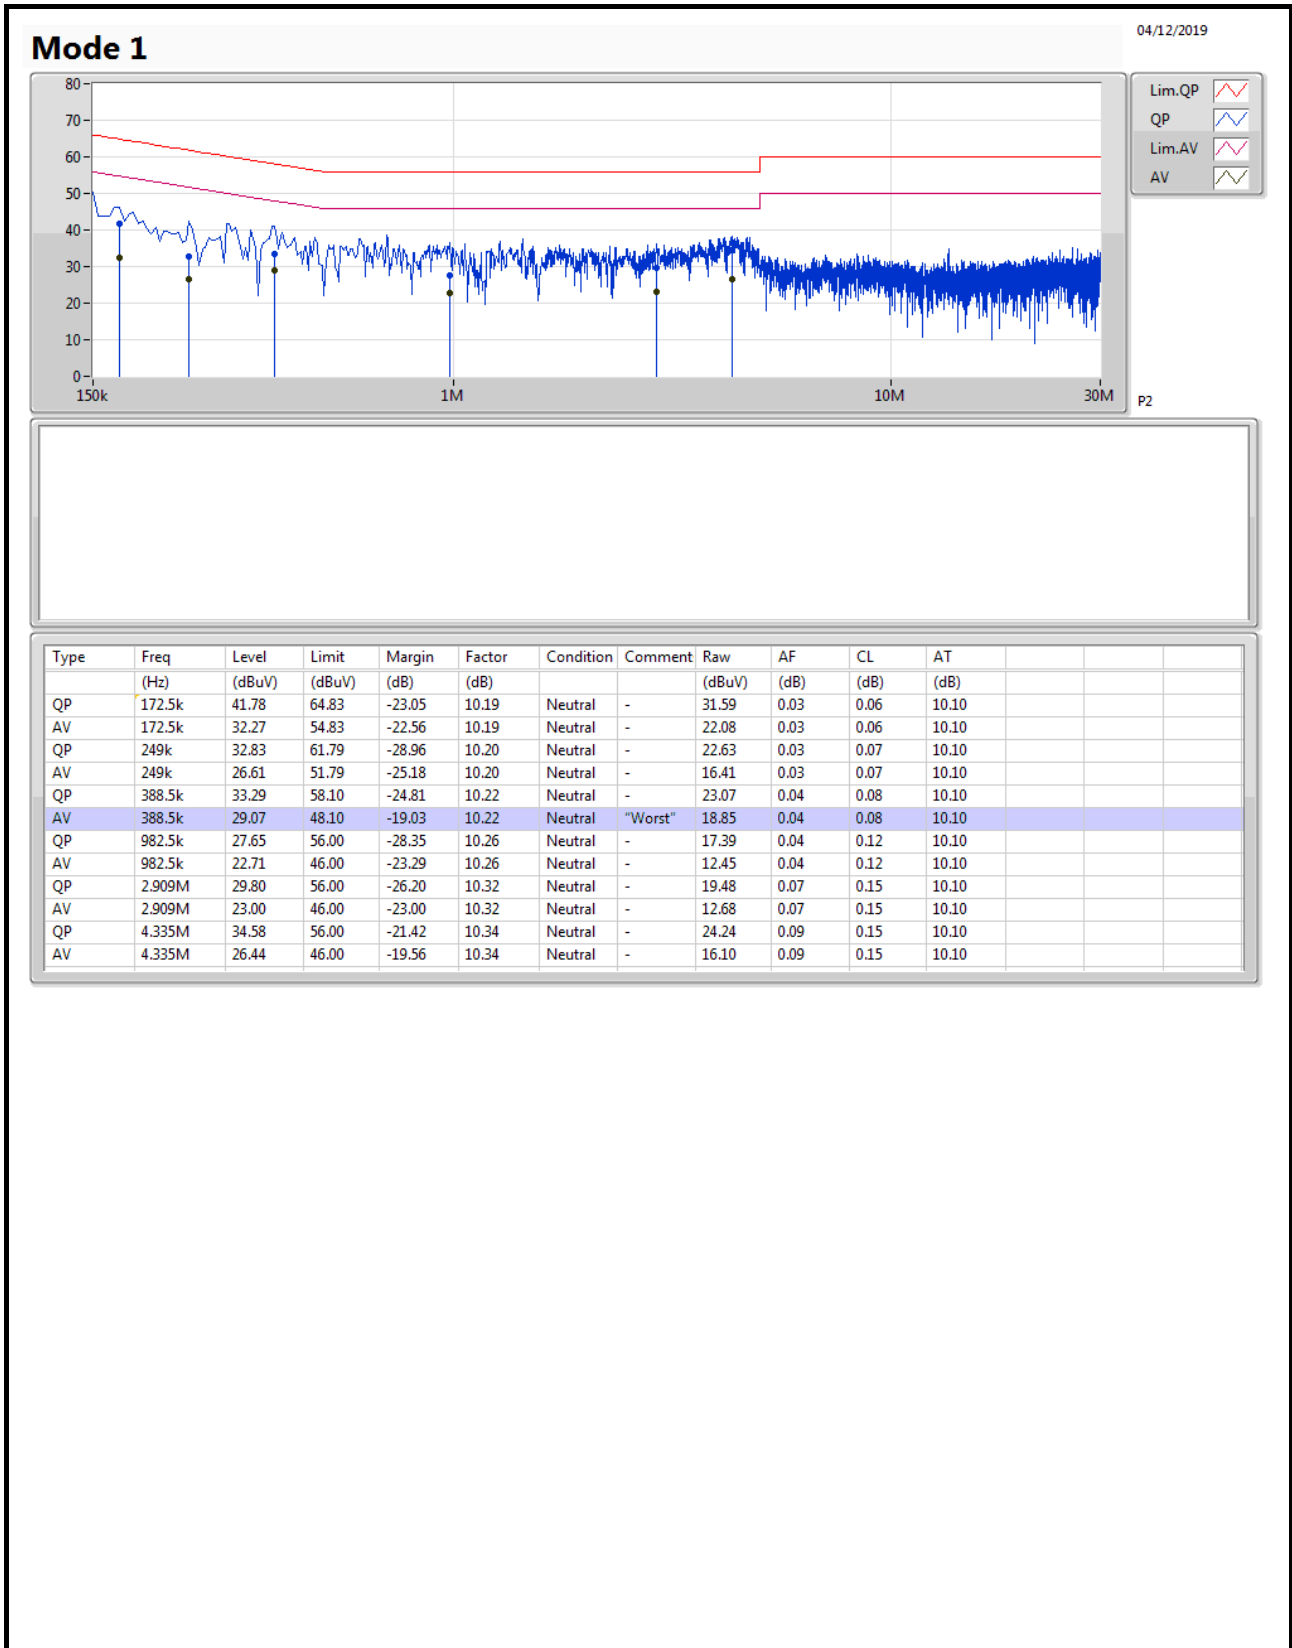 04/12/2019
Mode 1
80
70
60
50
40
30
20
10
0
150k 1M 10M 30M
Lim.QP
QP
Lim.AV
AV
P2
Type Freq Level Limit Margin Factor Condition Comment Raw AF CL AT
(Hz) (dBuV) (dBuV) (dB) (dB) (dBuV) (dB) (dB) (dB)
QP 172.5k 41.78 64.83 -23.05 10.19 Neutral - 31.59 0.03 0.06 10.10
AV 172.5k 32.27 54.83 -22.56 10.19 Neutral - 22.08 0.03 0.06 10.10
QP 249k 32.83 61.79 -28.96 10.20 Neutral - 22.63 0.03 0.07 10.10
AV 249k 26.61 51.79 -25.18 10.20 Neutral - 16.41 0.03 0.07 10.10
QP 388.5k 33.29 58.10 -24.81 10.22 Neutral - 23.07 0.04 0.08 10.10
AV 388.5k 29.07 48.10 -19.03 10.22 Neutral "Worst" 18.85 0.04 0.08 10.10
QP 982.5k 27.65 56.00 -28.35 10.26 Neutral - 17.39 0.04 0.12 10.10
AV 982.5k 22.71 46.00 -23.29 10.26 Neutral - 12.45 0.04 0.12 10.10
QP 2.909M 29.80 56.00 -26.20 10.32 Neutral - 19.48 0.07 0.15 10.10
AV 2.909M 23.00 46.00 -23.00 10.32 Neutral - 12.68 0.07 0.15 10.10
QP 4.335M 34.58 56.00 -21.42 10.34 Neutral - 24.24 0.09 0.15 10.10
AV 4.335M 26.44 46.00 -19.56 10.34 Neutral - 16.10 0.09 0.15 10.10